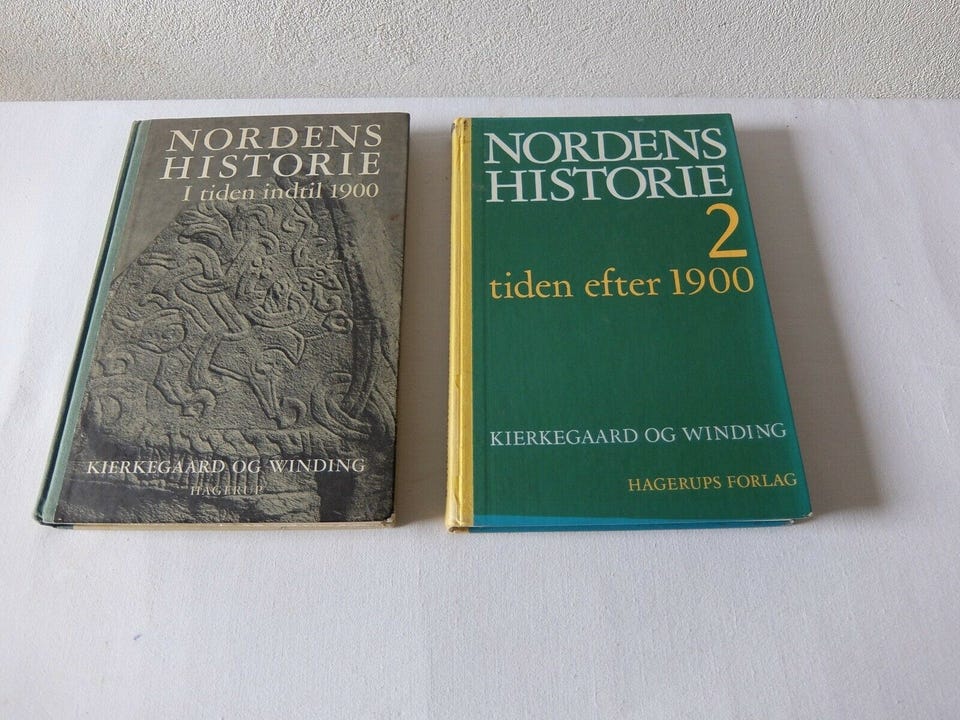 NORDENS
HISTORIE
I tiden indtil 1900
KIERKEGAARD OG WINDING
HAGERUP
NORDENS
HISTORIE
2
tiden efter 1900
KIERKEGAARD OG WINDING
HAGERUPS FORLAG